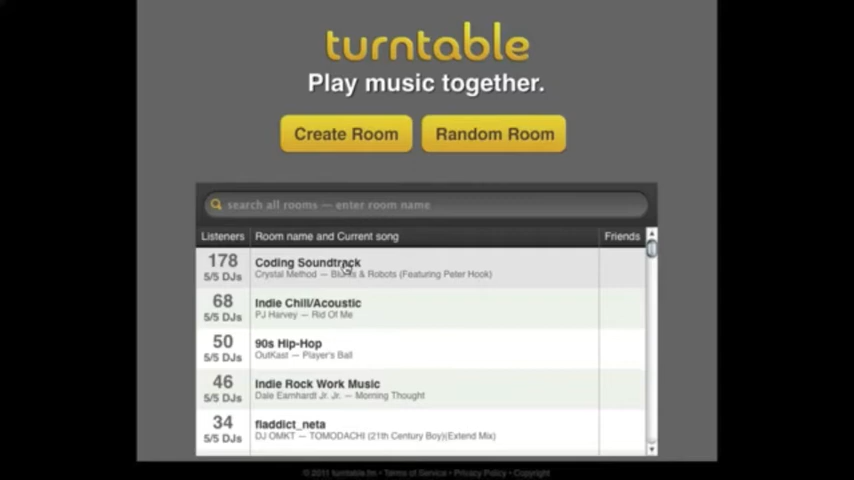 turntable
Play music together.
Create Room Random Room
search all rooms — enter room name
Listeners Room name and Current song Friends
178 Coding Soundtrack
5/5 DJs Crystal Method — Blunts & Robots (Featuring Peter Hook)
68 Indie Chill/Acoustic
5/5 DJs PJ Harvey — Rid Of Me
50 90s Hip-Hop
5/5 DJs OutKast — Player's Ball
46 Indie Rock Work Music
5/5 DJs Dale Earnhardt Jr. Jr. — Morning Thought
34 fladdict_neta
5/5 DJs DJ OMKT — TOMODACHI (21th Century Boy)(Extend Mix)
© 2011 turntable.fm • Terms of Service • Privacy Policy • Copyright